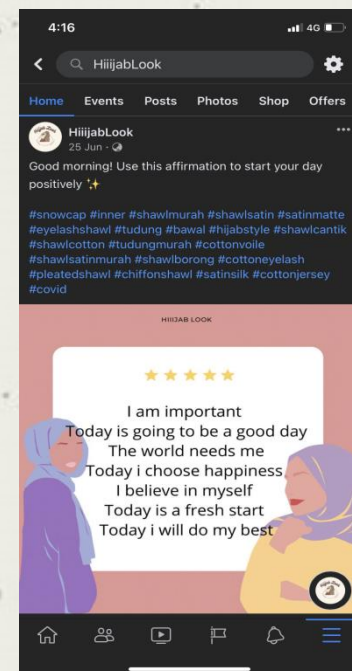 4:16
4G
HiiijabLook
Home Events Posts Photos Shop Offers
HiiijabLook
25 Jun
Good morning! Use this affirmation to start your day
positively
#snowcap #inner #shawlmurah #shawlsatin #satinmatte
#eyelashshawl #tudung #bawal #hijabstyle #shawlcantik
#shawlcotton #tudungmurah #cottonvoile
#shawlsatinmurah #shawlborong #cottoneyelash
#pleatedshawl #chiffonshawl #satinsilk #cottonjersey
#covid
HIIIJAB LOOK
I am important
Today is going to be a good day
The world needs me
Today i choose happiness
I believe in myself
Today is a fresh start
Today i will do my best